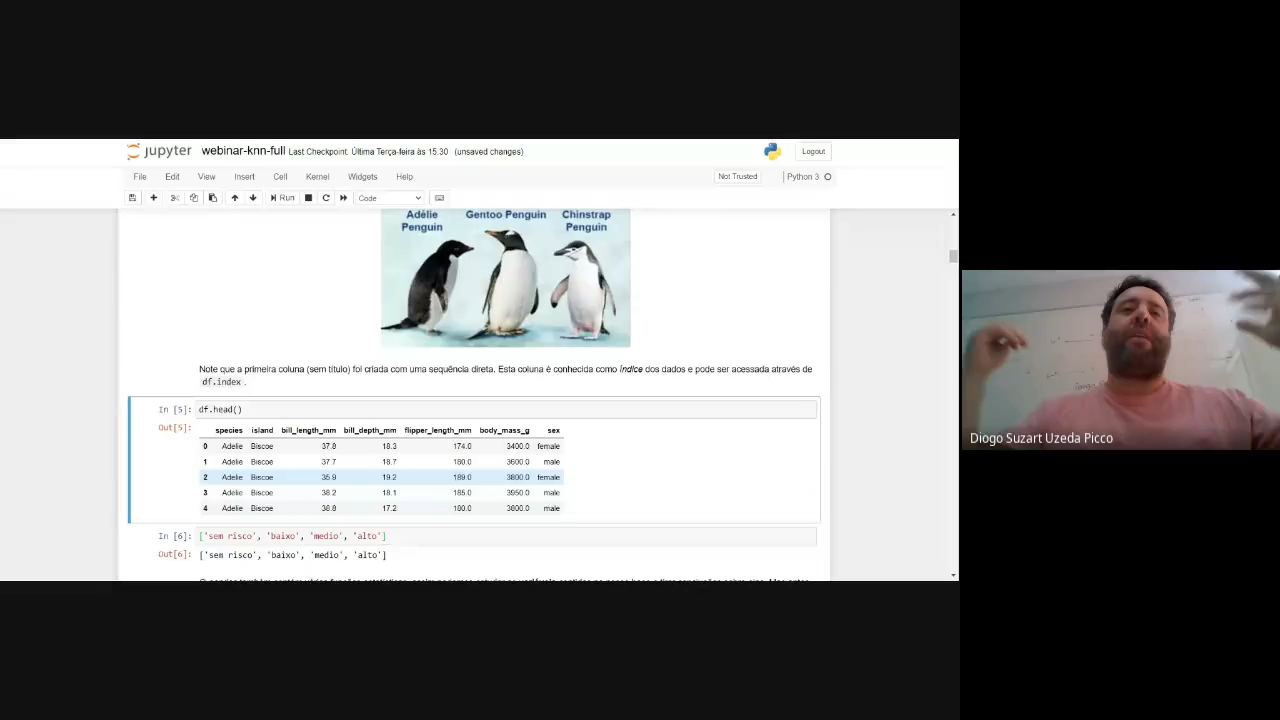 jupyter webinar-knn-full Last Checkpoint: Última Terça-feira às 15:30 (unsaved changes) Logout
File Edit View Insert Cell Kernel Widgets Help Not Trusted Python 3
Run Code
Adélie Penguin
Gentoo Penguin
Chinstrap Penguin
Note que a primeira coluna (sem título) foi criada com uma sequência direta. Esta coluna é conhecida como índice dos dados e pode ser acessada através de
df.index .
In [5]: df.head()
Out[5]: species island bill_length_mm bill_depth_mm flipper_length_mm body_mass_g sex
0 Adelie Biscoe 37.8 18.3 174.0 3400.0 female
1 Adelie Biscoe 37.7 18.7 180.0 3600.0 male
2 Adelie Biscoe 35.9 19.2 189.0 3800.0 female
3 Adelie Biscoe 38.2 18.1 185.0 3950.0 male
4 Adelie Biscoe 38.8 17.2 180.0 3800.0 male
In [6]: ['sem risco', 'baixo', 'medio', 'alto']
Out[6]: ['sem risco', 'baixo', 'medio', 'alto']
Diogo Suzart Uzeda Picco